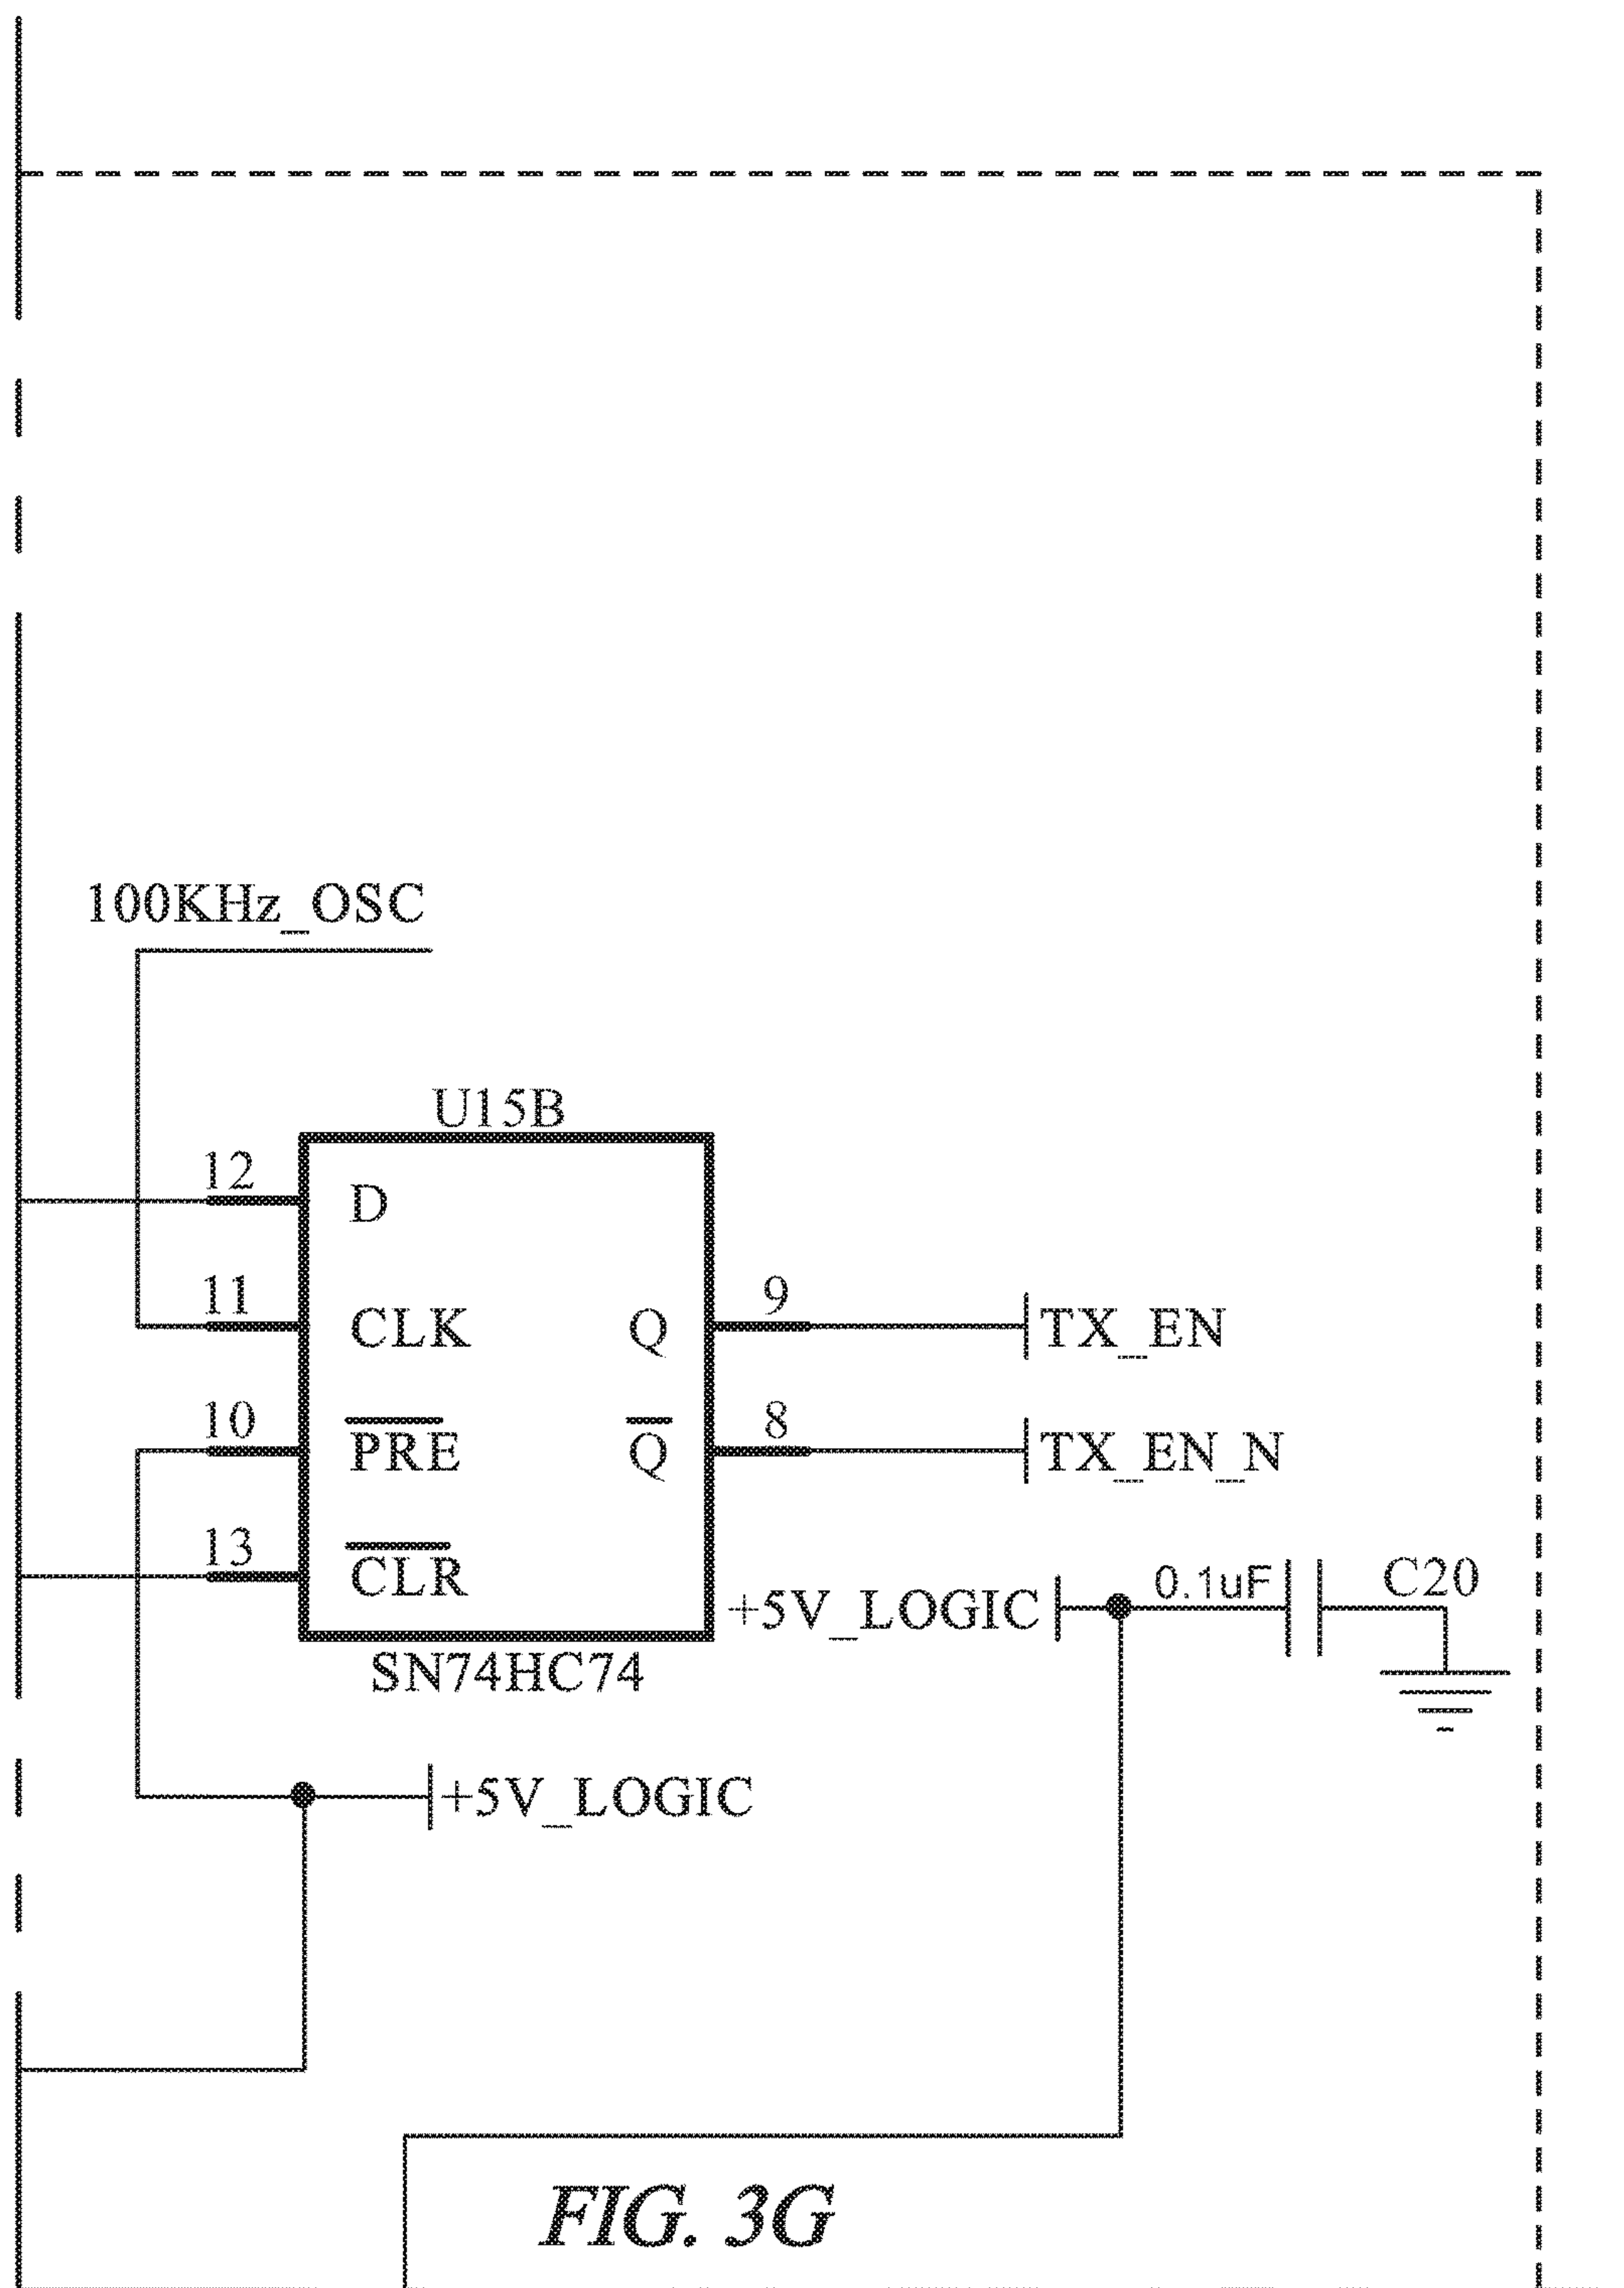 100KHz_OSC
U15B
12
D
11
CLK
Q
9
TX_EN
10
PRE
Q
8
TX_EN_N
13
CLR
+5V_LOGIC
0.1uF
C20
SN74HC74
+5V_LOGIC
FIG. 3G